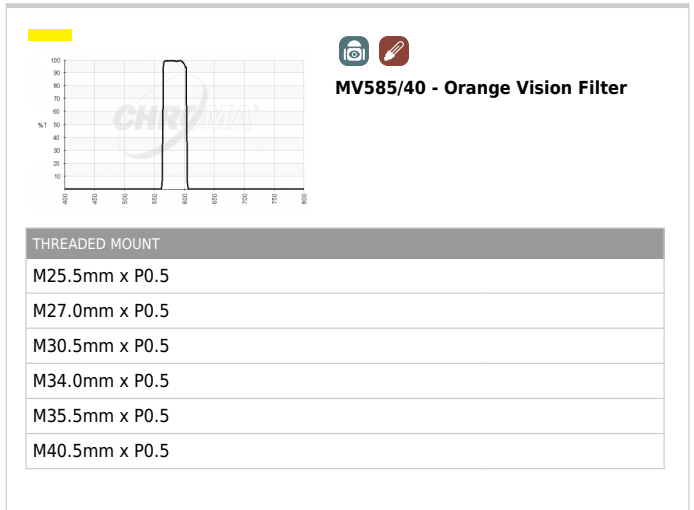 MV585/40 - Orange Vision Filter
100
90
80
70
60
%T 50
40
30
20
10
400 450 500 550 600 650 700 750 800
CHROMA
THREADED MOUNT
M25.5mm x P0.5
M27.0mm x P0.5
M30.5mm x P0.5
M34.0mm x P0.5
M35.5mm x P0.5
M40.5mm x P0.5